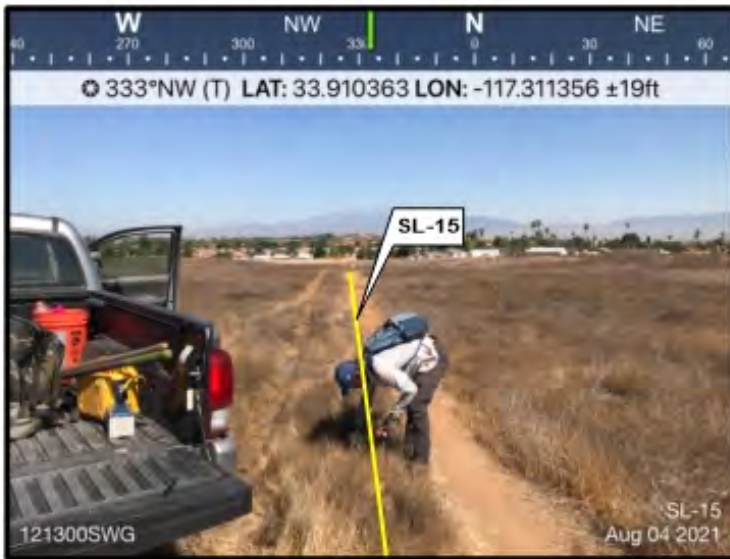 W NW N NE
240 270 300 330 0 30 60
333°NW (T) LAT: 33.910363 LON: -117.311356 ±19ft
SL-15
121300SWG
SL-15
Aug 04 2021